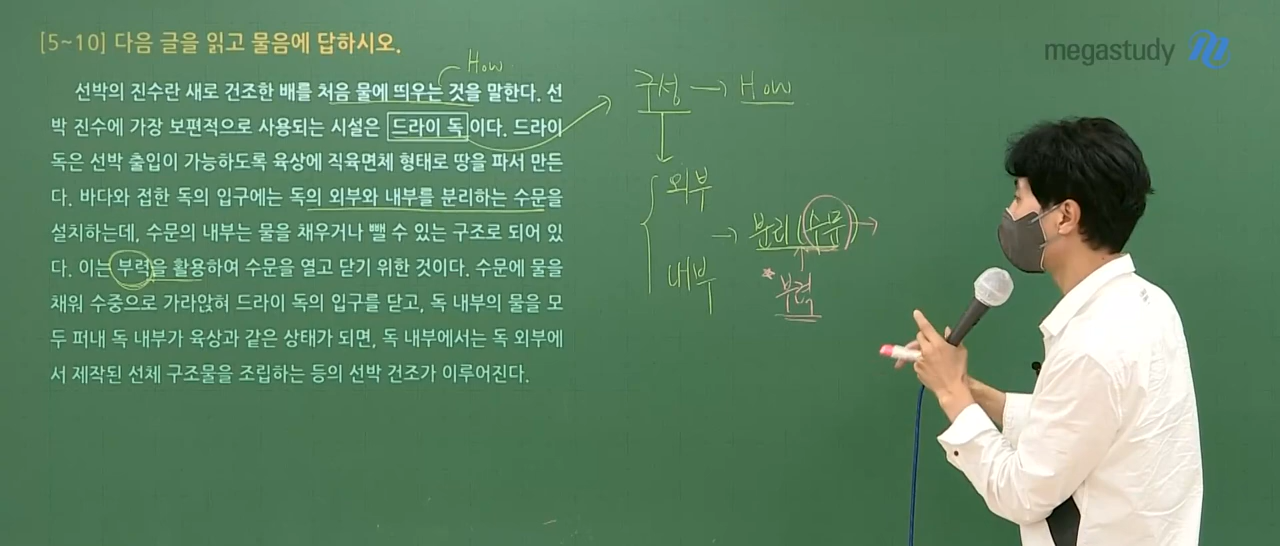 [5~10] 다음 글을 읽고 물음에 답하시오.
선박의 진수란 새로 건조한 배를 처음 물에 띄우는 것을 말한다. 선
박 진수에 가장 보편적으로 사용되는 시설은 드라이 독이다. 드라이
독은 선박 출입이 가능하도록 육상에 직육면체 형태로 땅을 파서 만든
다. 바다와 접한 독의 입구에는 독의 외부와 내부를 분리하는 수문을
설치하는데, 수문의 내부는 물을 채우거나 뺄 수 있는 구조로 되어 있
다. 이는 부력을 활용하여 수문을 열고 닫기 위한 것이다. 수문에 물을
채워 수중으로 가라앉혀 드라이 독의 입구를 닫고, 독 내부의 물을 모
두 퍼내 독 내부가 육상과 같은 상태가 되면, 독 내부에서는 독 외부에
서 제작된 선체 구조물을 조립하는 등의 선박 건조가 이루어진다.
How
구성 → How
외부
→ 분리 (수문) →
내부
* 부력
megastudy